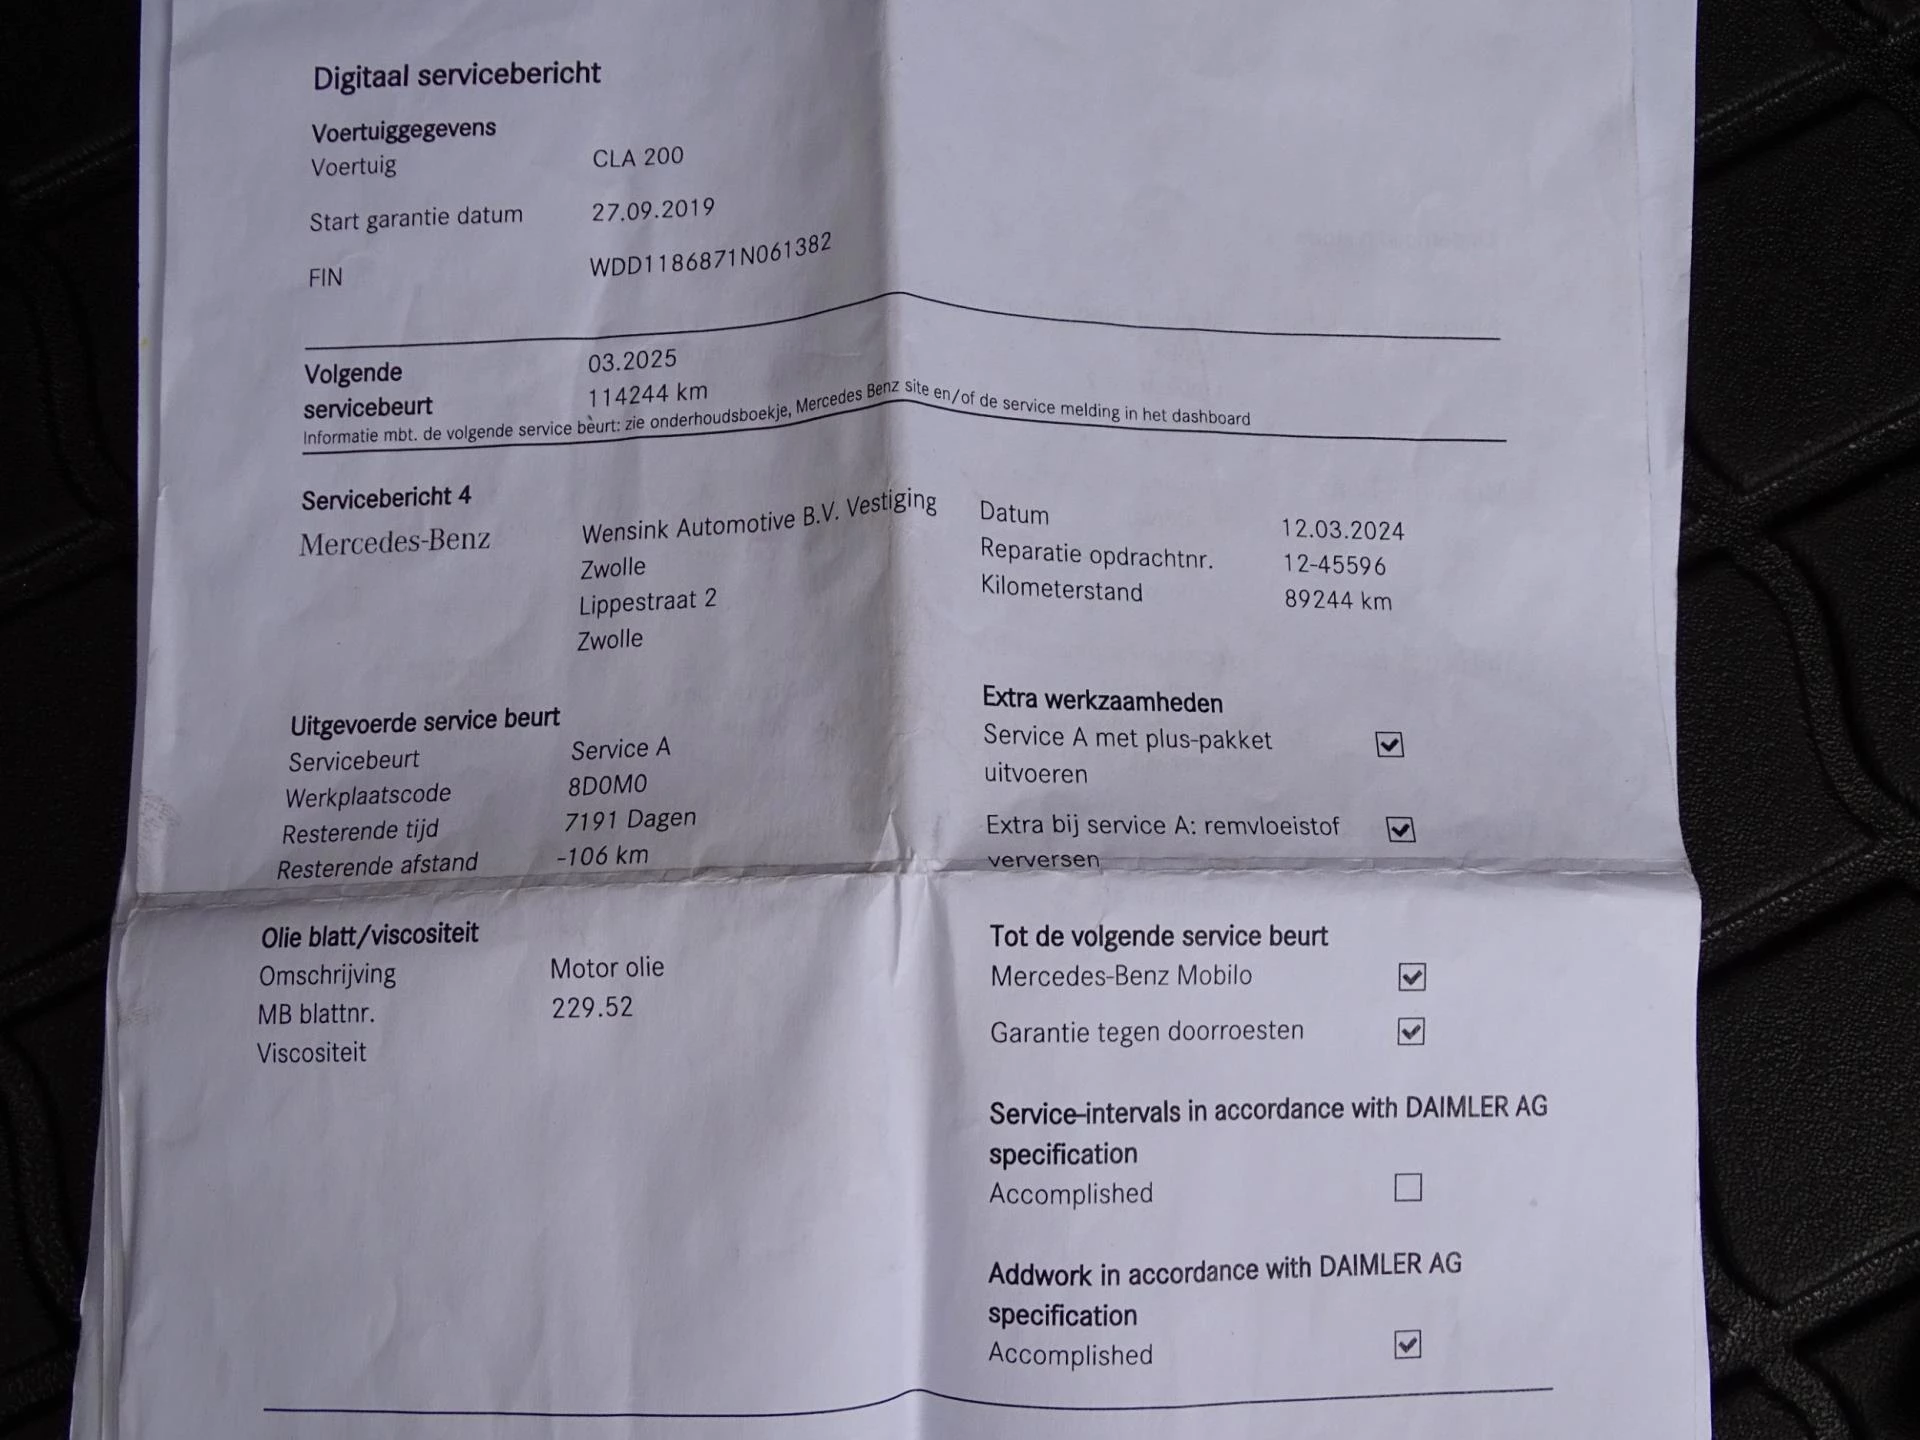 Digitaal servicebericht
Voertuiggegevens
Voertuig CLA 200
Start garantie datum 27.09.2019
FIN WDD1186871N061382
Volgende 03.2025
servicebeurt 114244 km
Informatie mbt. de volgende service beurt: zie onderhoudsboekje, Mercedes Benz site en/of de service melding in het dashboard
Servicebericht 4
Mercedes-Benz
Wensink Automotive B.V. Vestiging
Zwolle
Lippestraat 2
Zwolle
Datum 12.03.2024
Reparatie opdrachtnr. 12-45596
Kilometerstand 89244 km
Uitgevoerde service beurt
Servicebeurt Service A
Werkplaatscode 8D0M0
Resterende tijd 7191 Dagen
Resterende afstand -106 km
Extra werkzaamheden
Service A met plus-pakket
uitvoeren
Extra bij service A: remvloeistof
verversen
Olie blatt/viscositeit
Omschrijving Motor olie
MB blattnr. 229.52
Viscositeit
Tot de volgende service beurt
Mercedes-Benz Mobilo
Garantie tegen doorroesten
Service-intervals in accordance with DAIMLER AG
specification
Accomplished
Addwork in accordance with DAIMLER AG
specification
Accomplished